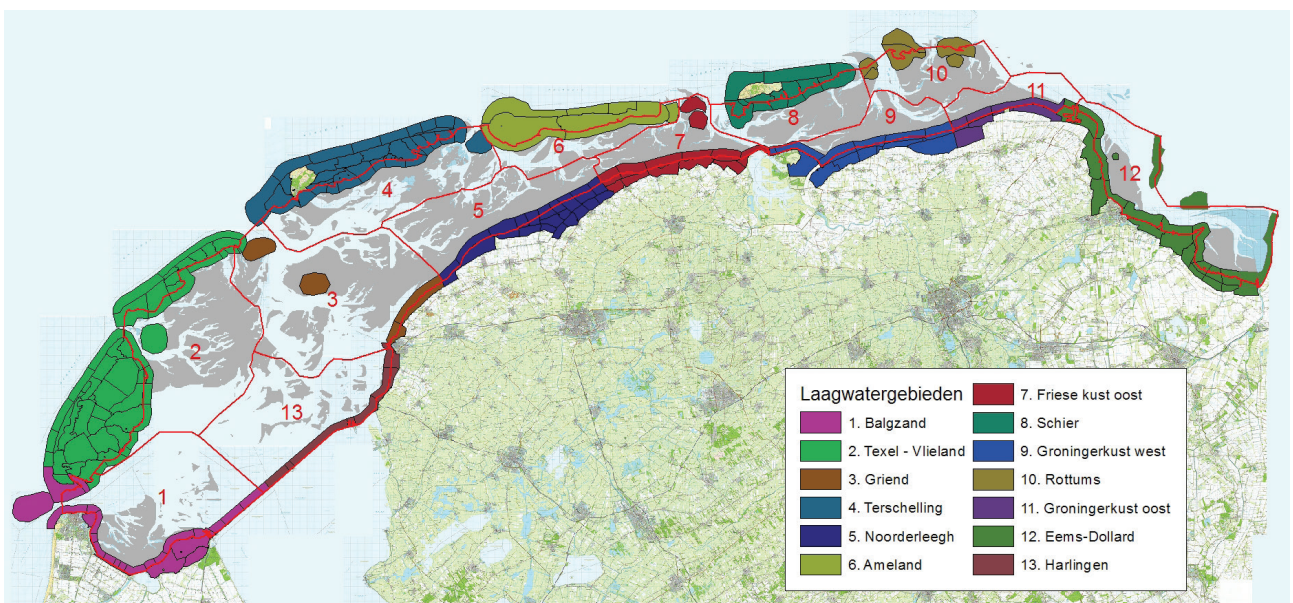 10
11
8
9
7
6
12
4
5
3
2
13
1
Laagwatergebieden
1. Balgzand
2. Texel - Vlieland
3. Griend
4. Terschelling
5. Noorderleegh
6. Ameland
7. Friese kust oost
8. Schier
9. Groningerkust west
10. Rottums
11. Groningerkust oost
12. Eems-Dollard
13. Harlingen